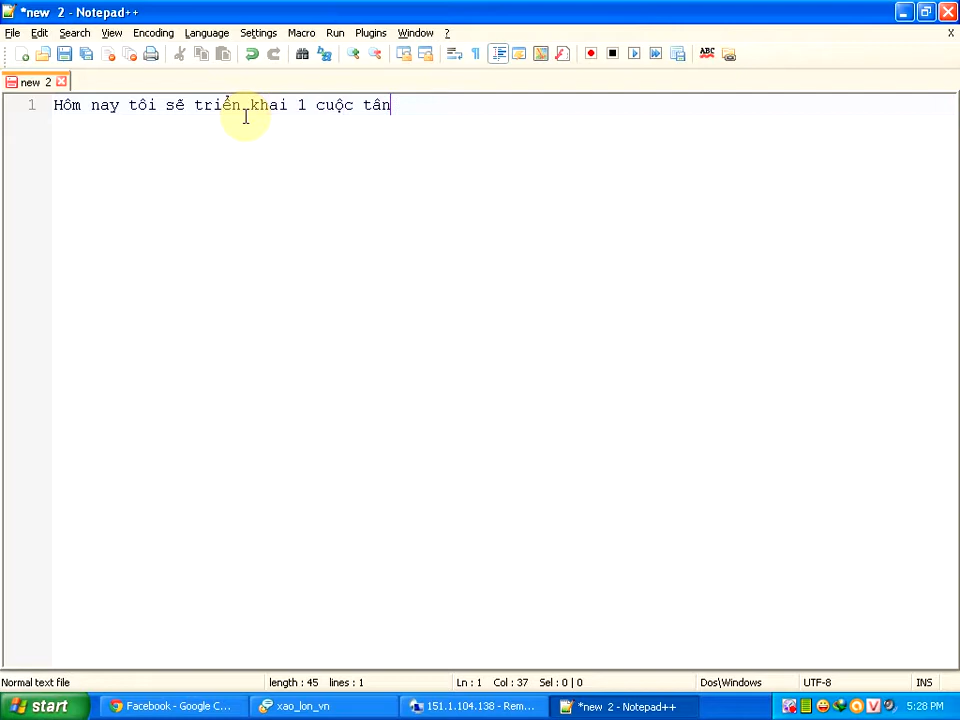 *new  2 - Notepad++
File Edit Search View Encoding Language Settings Macro Run Plugins Window ? X
ABC
new 2
1 Hôm nay tôi sẽ triển khai 1 cuộc tân
Normal text file length : 45 lines : 1 Ln : 1 Col : 37 Sel : 0 | 0 Dos\Windows UTF-8 INS
start Facebook - Google C... xao_lon_vn 151.1.104.138 - Rem... *new 2 - Notepad++ V 5:28 PM